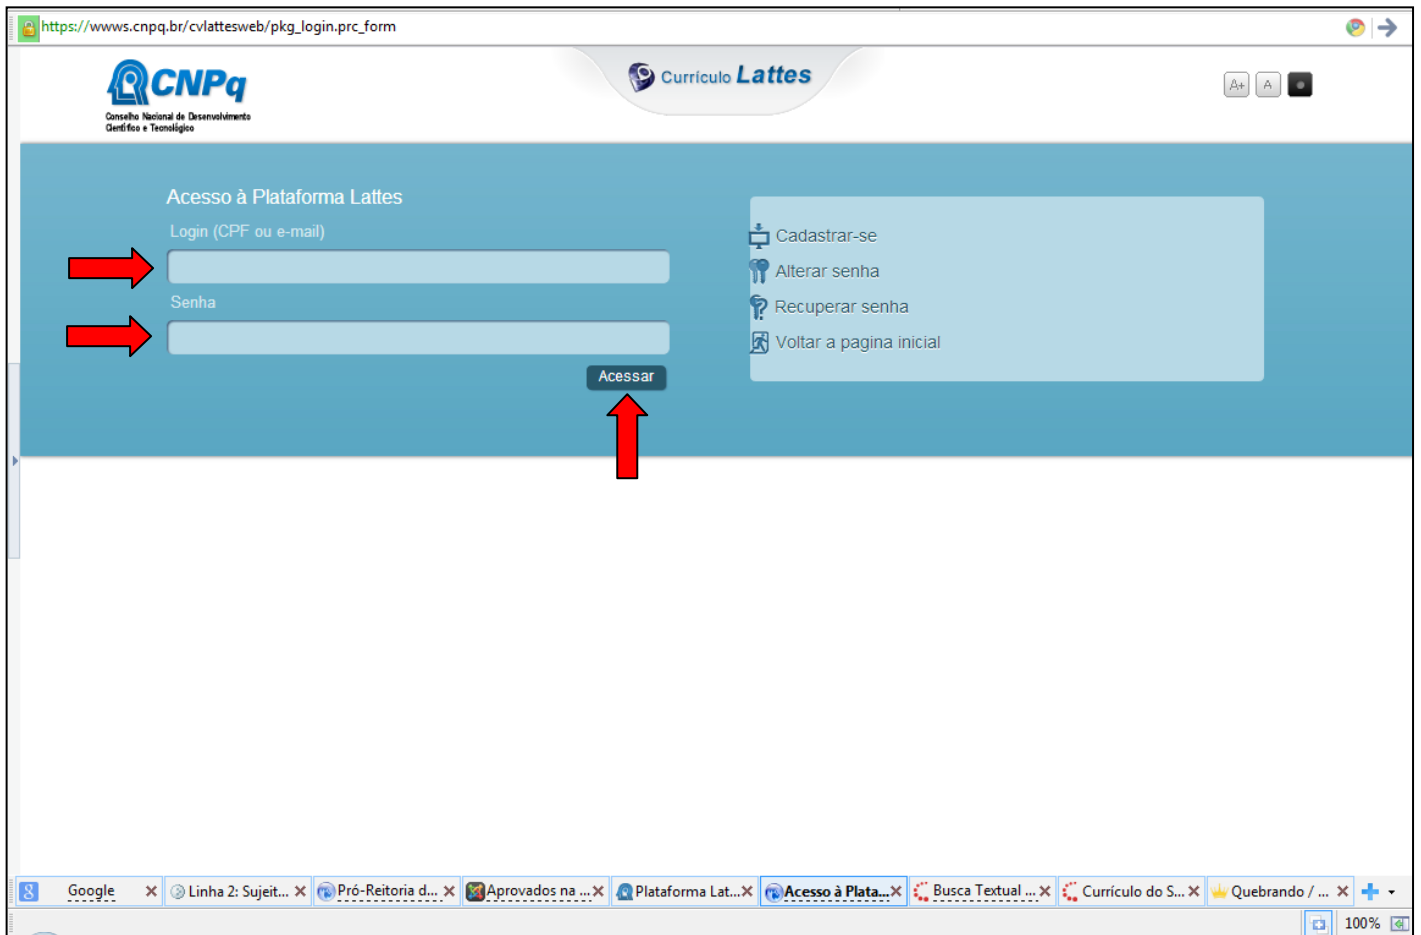 https://wwws.cnpq.br/cvlattesweb/pkg_login.prc_form
CNPq
Conselho Nacional de Desenvolvimento
Científico e Tecnológico
Currículo Lattes
A+ A
Acesso à Plataforma Lattes
Login (CPF ou e-mail)
Senha
Acessar
Cadastrar-se
Alterar senha
Recuperar senha
Voltar a pagina inicial
Google Linha 2: Sujeit... Pró-Reitoria d... Aprovados na ... Plataforma Lat... Acesso à Plata... Busca Textual ... Currículo do S... Quebrando / ...
100%